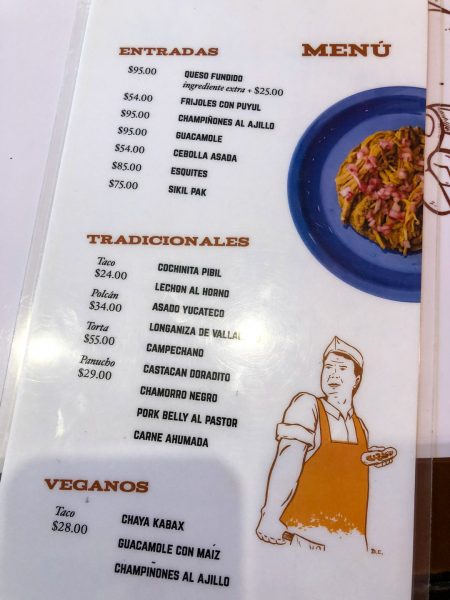 MENÚ
ENTRADAS
$95.00 QUESO FUNDIDO
ingrediente extra + $25.00
$54.00 FRIJOLES CON PUYUL
$95.00 CHAMPIÑONES AL AJILLO
$95.00 GUACAMOLE
$54.00 CEBOLLA ASADA
$85.00 ESQUITES
$75.00 SIKIL PAK
TRADICIONALES
Taco
$24.00
Polcán
$34.00
Torta
$55.00
Panucho
$29.00
COCHINITA PIBIL
LECHON AL HORNO
ASADO YUCATECO
LONGANIZA DE
CAMPECHANO
CASTACAN DORADITO
CHAMORRO NEGRO
PORK BELLY AL PASTOR
CARNE AHUMADA
VEGANOS
Taco
$28.00
CHAYA KABAX
GUACAMOLE CON MAÍZ
CHAMPIÑONES AL AJILLO
D.C.